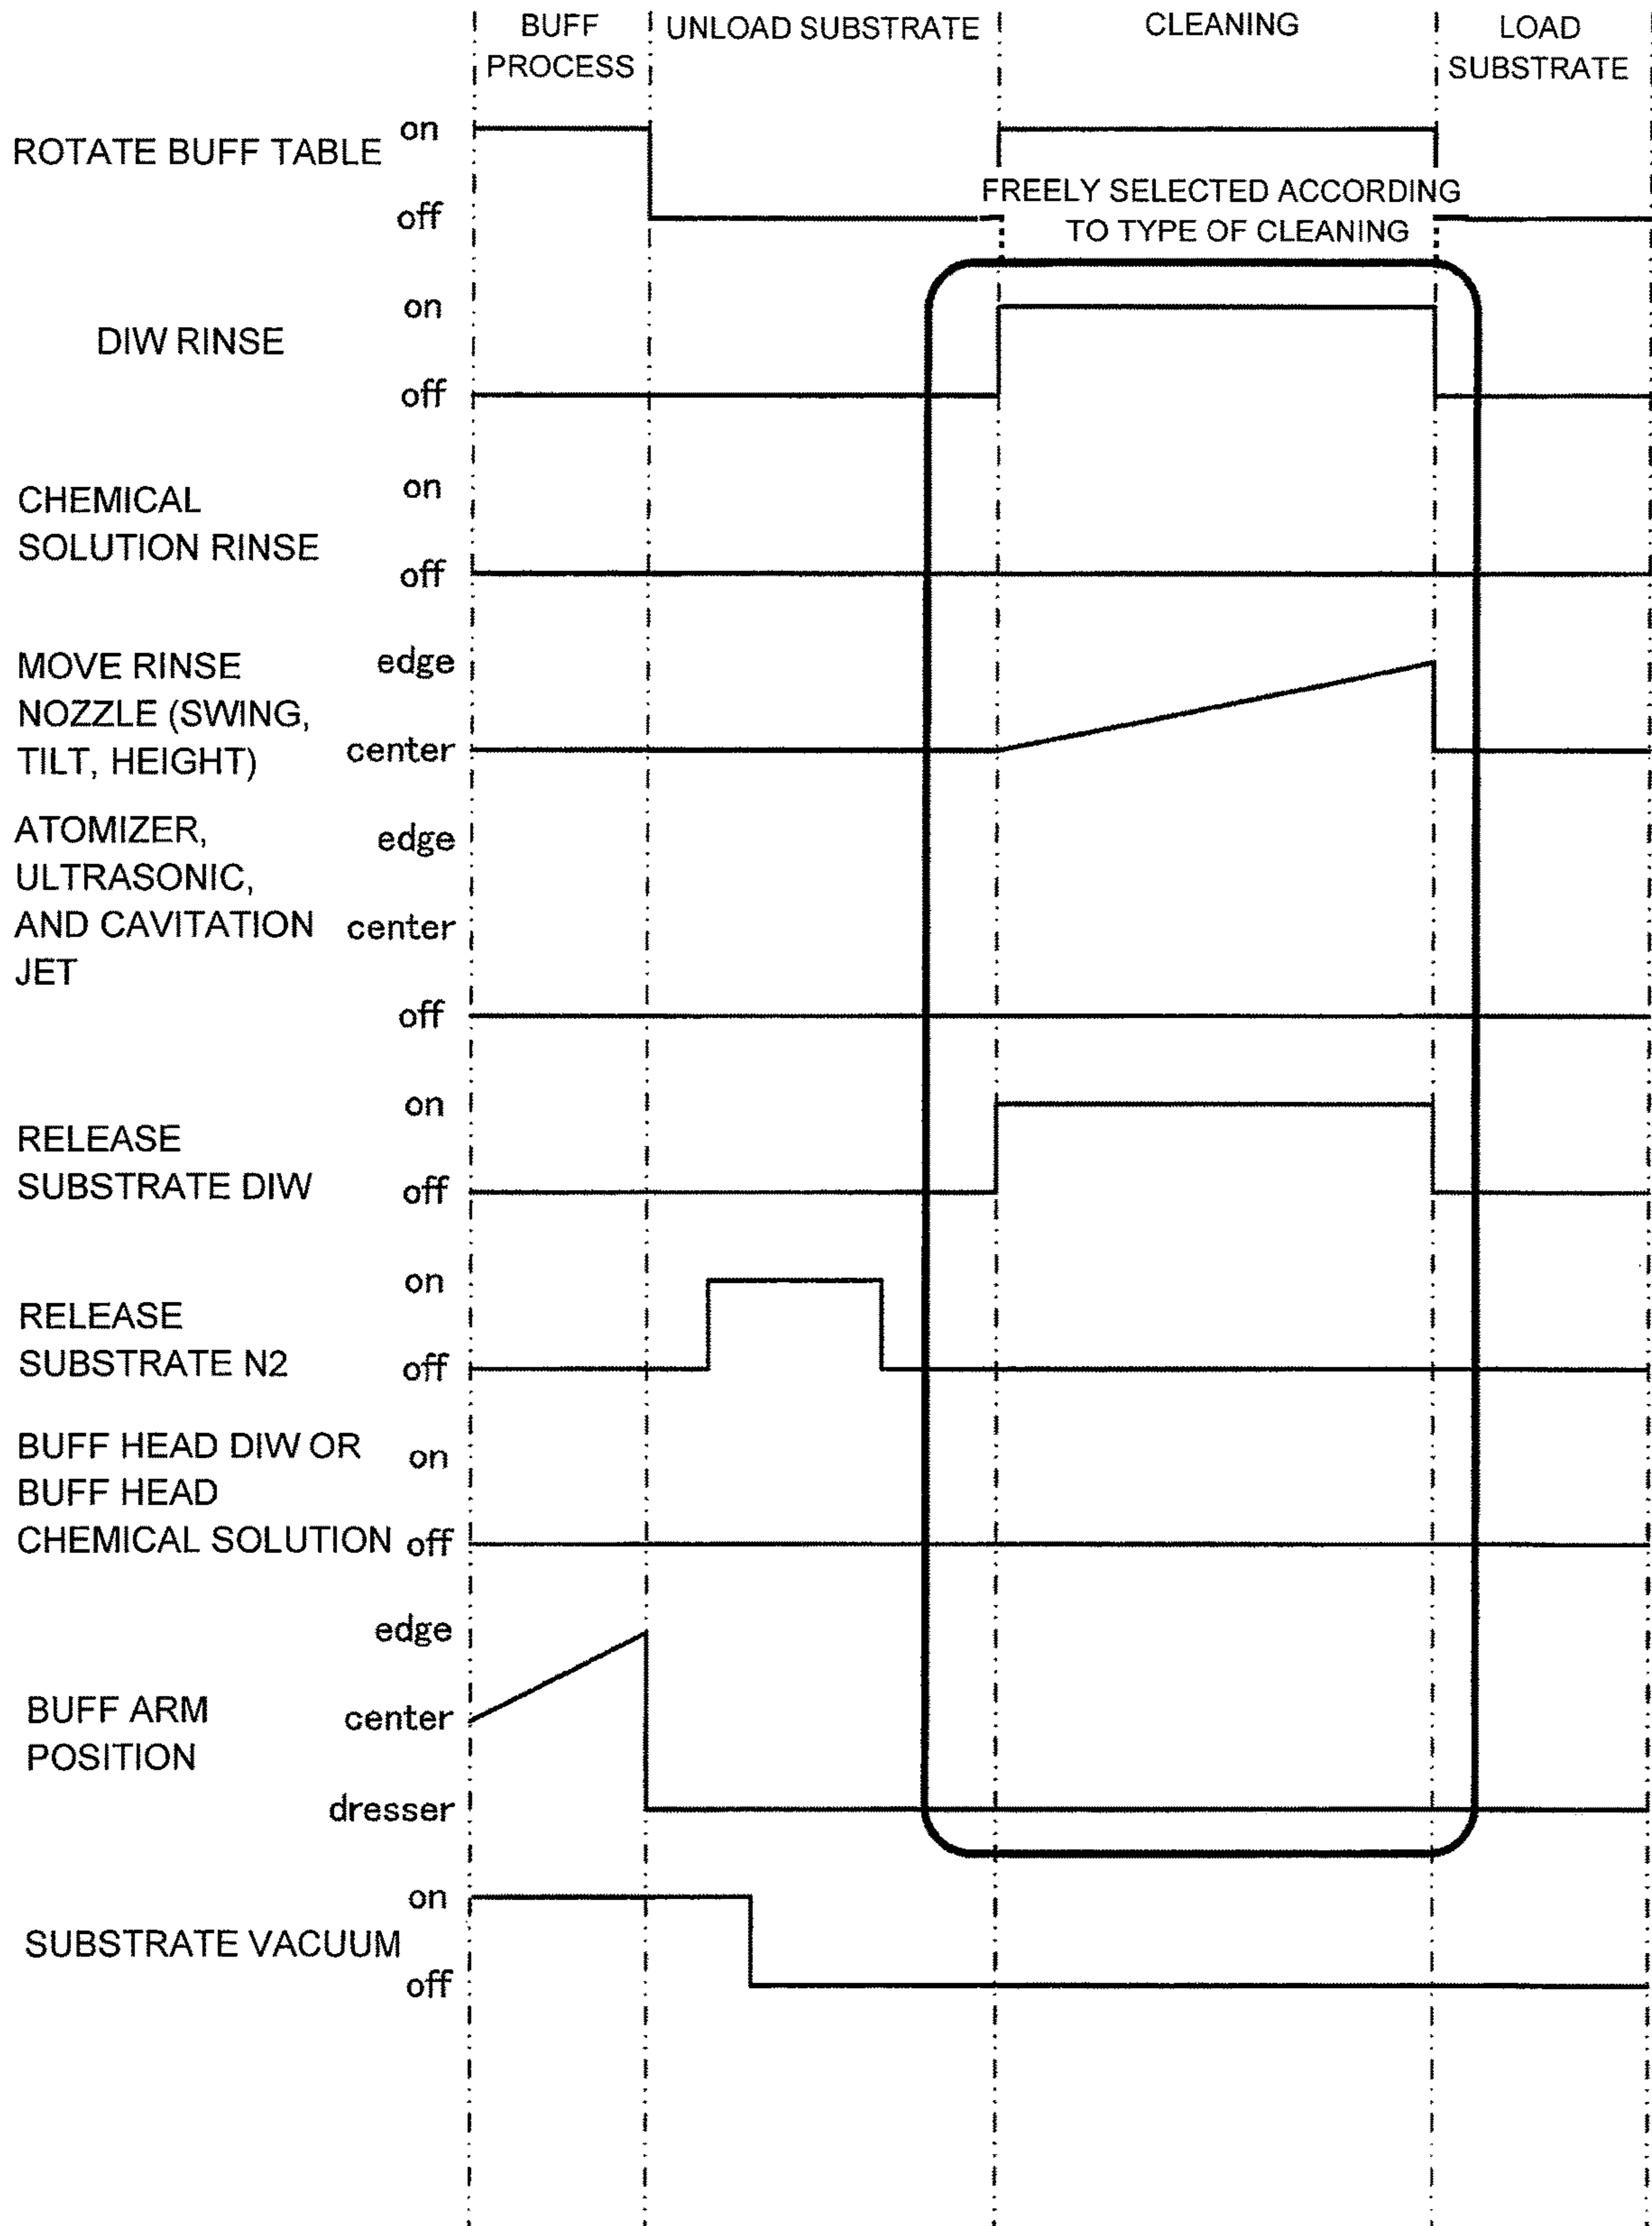 BUFF
PROCESS
UNLOAD SUBSTRATE
CLEANING
LOAD
SUBSTRATE
ROTATE BUFF TABLE
on
off
FREELY SELECTED ACCORDING
TO TYPE OF CLEANING
DIW RINSE
on
off
CHEMICAL
SOLUTION RINSE
on
off
MOVE RINSE
NOZZLE (SWING,
TILT, HEIGHT)
edge
center
ATOMIZER,
ULTRASONIC,
AND CAVITATION
JET
edge
center
off
RELEASE
SUBSTRATE DIW
on
off
RELEASE
SUBSTRATE N2
on
off
BUFF HEAD DIW OR
BUFF HEAD
CHEMICAL SOLUTION
on
off
BUFF ARM
POSITION
edge
center
dresser
SUBSTRATE VACUUM
on
off